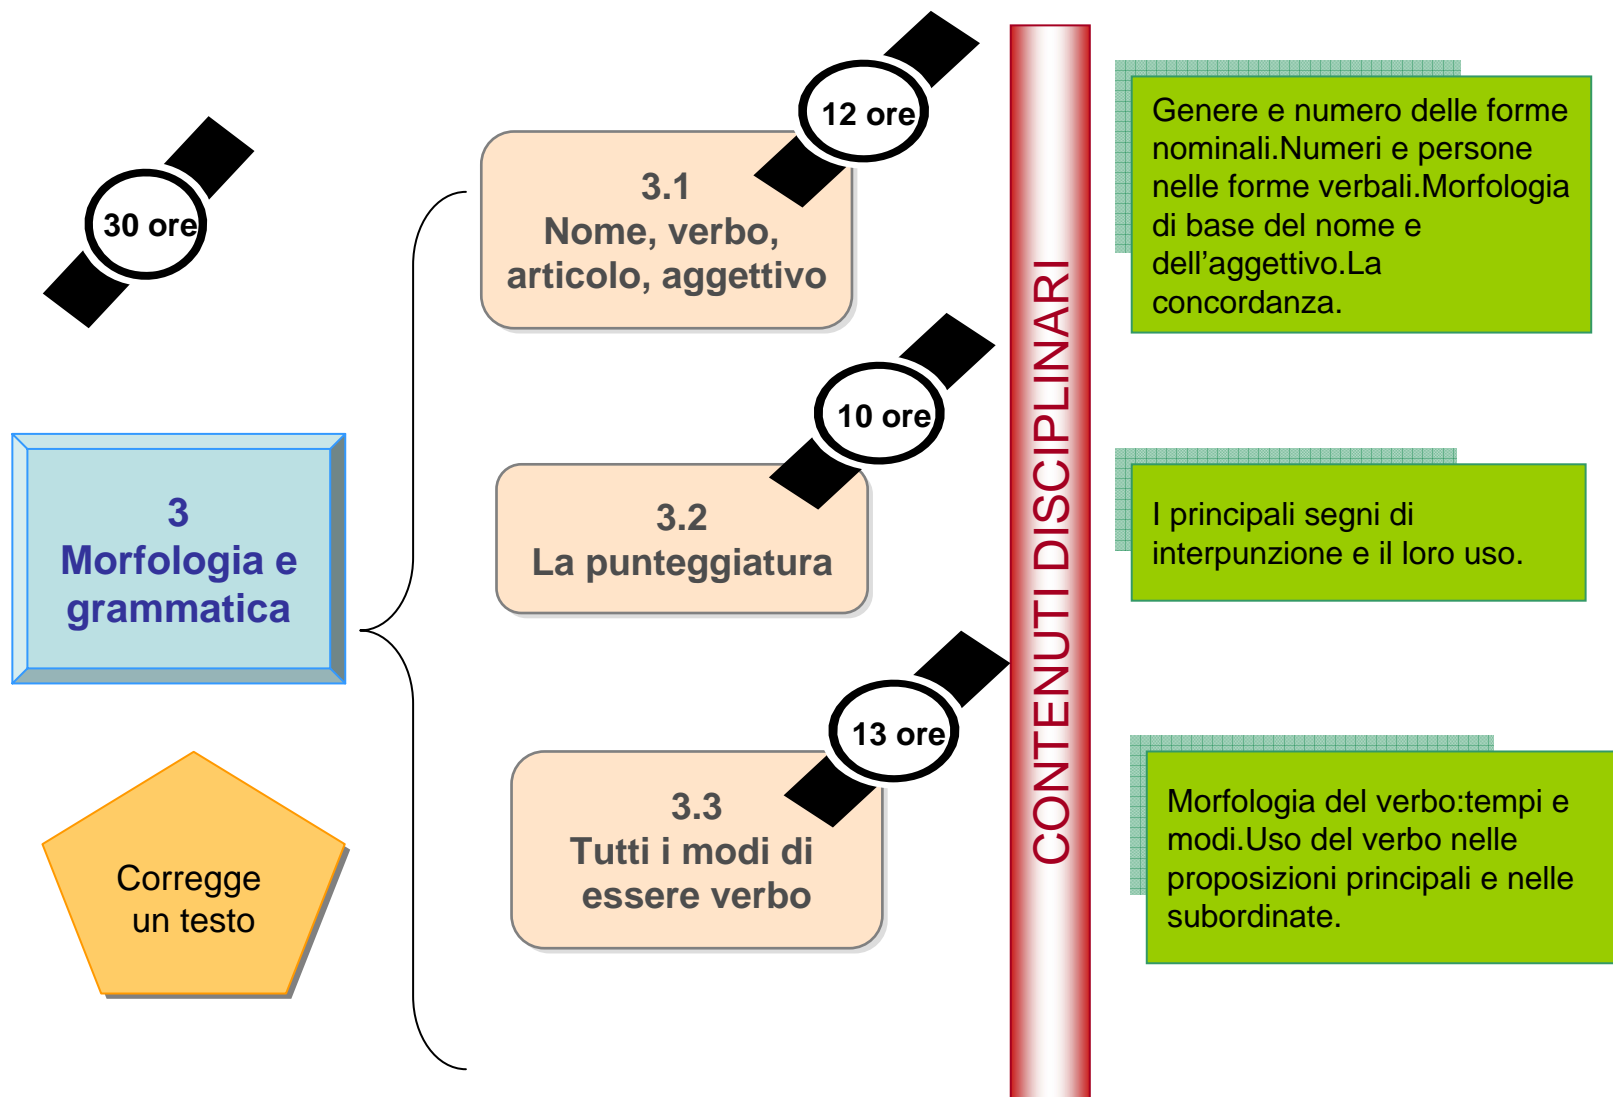 30 ore
3
Morfologia e
grammatica
Corregge
un testo
12 ore
3.1
Nome, verbo,
articolo, aggettivo
10 ore
3.2
La punteggiatura
13 ore
3.3
Tutti i modi di
essere verbo
CONTENUTI DISCIPLINARI
Genere e numero delle forme
nominali.Numeri e persone
nelle forme verbali.Morfologia
di base del nome e
dell’aggettivo.La
concordanza.
I principali segni di
interpunzione e il loro uso.
Morfologia del verbo:tempi e
modi.Uso del verbo nelle
proposizioni principali e nelle
subordinate.